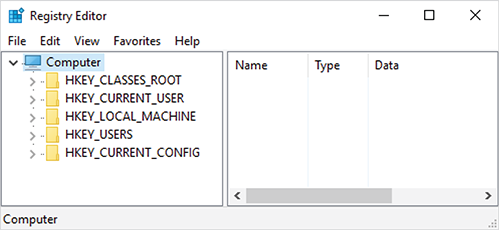 Registry Editor
File Edit View Favorites Help
Computer
HKEY_CLASSES_ROOT
HKEY_CURRENT_USER
HKEY_LOCAL_MACHINE
HKEY_USERS
HKEY_CURRENT_CONFIG
Name Type Data
Computer